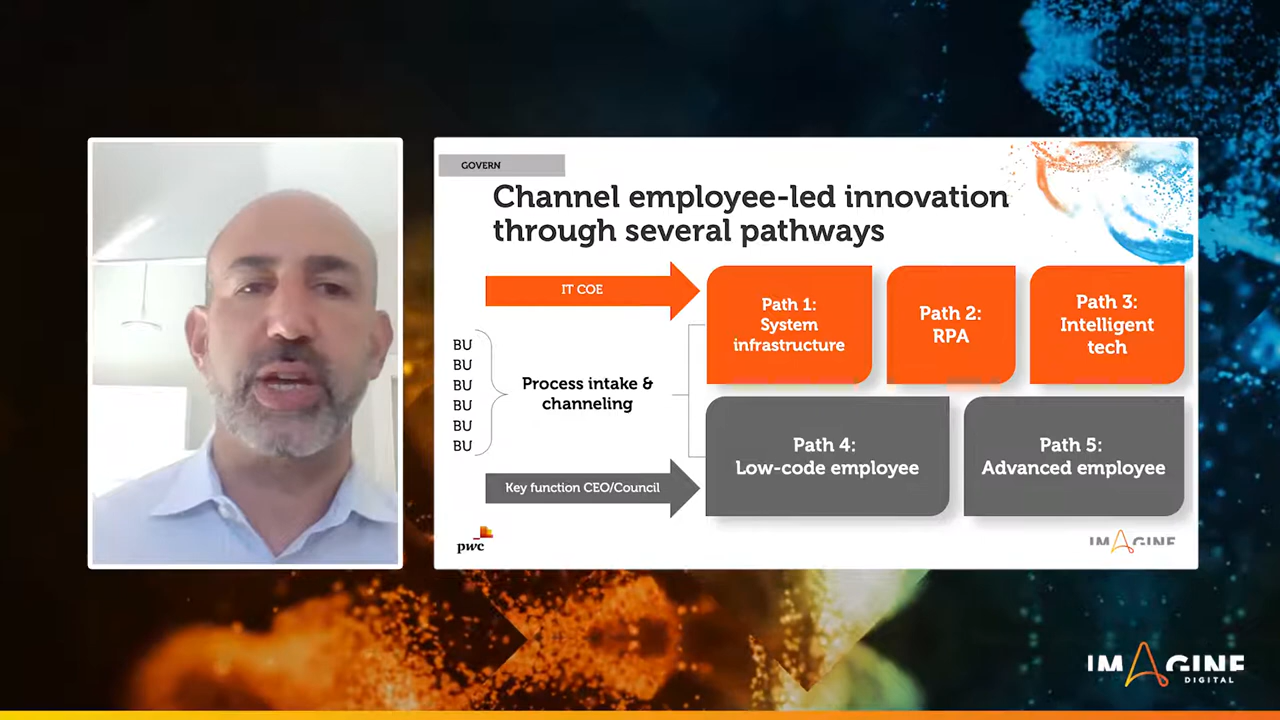 GOVERN
Channel employee-led innovation
through several pathways
IT COE
BU
BU
BU
BU
BU
BU
Process intake &
channeling
Key function CEO/Council
Path 1:
System
infrastructure
Path 2:
RPA
Path 3:
Intelligent
tech
Path 4:
Low-code employee
Path 5:
Advanced employee
pwc
IMAGINE
IMAGINE
DIGITAL